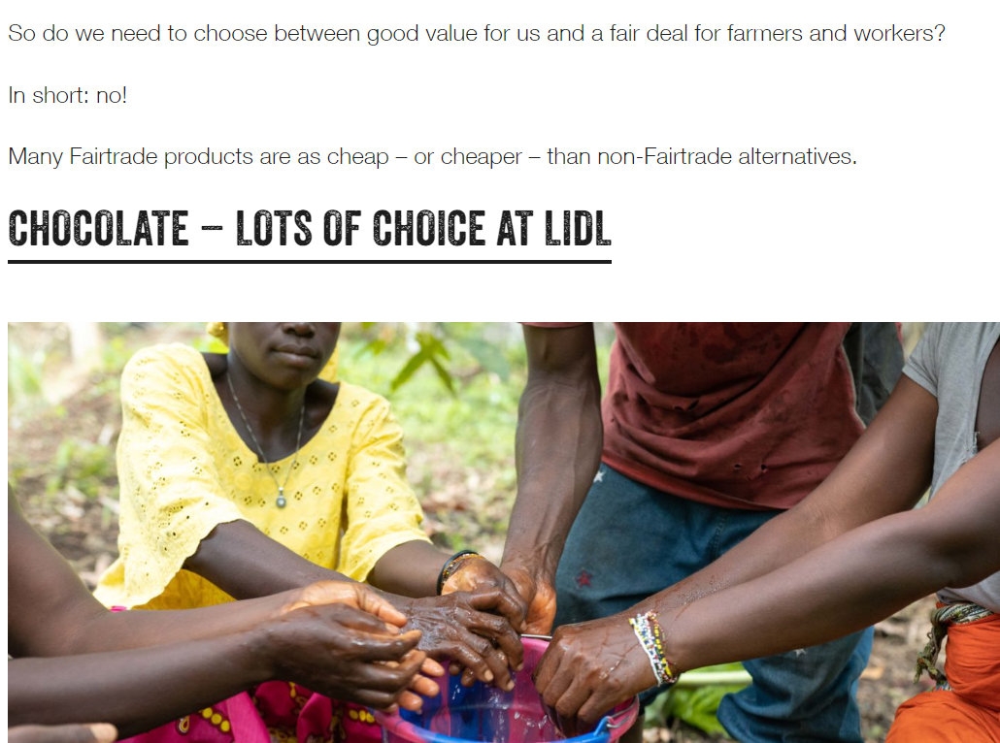 So do we need to choose between good value for us and a fair deal for farmers and workers?
In short: no!
Many Fairtrade products are as cheap – or cheaper – than non-Fairtrade alternatives.
CHOCOLATE – LOTS OF CHOICE AT LIDL